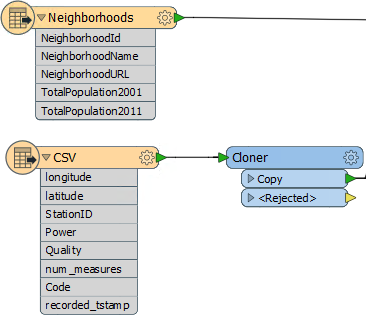 Neighborhoods
NeighborhoodId
NeighborhoodName
NeighborhoodURL
TotalPopulation2001
TotalPopulation2011
CSV
longitude
latitude
StationID
Power
Quality
num_measures
Code
recorded_tstamp
Cloner
Copy
<Rejected>